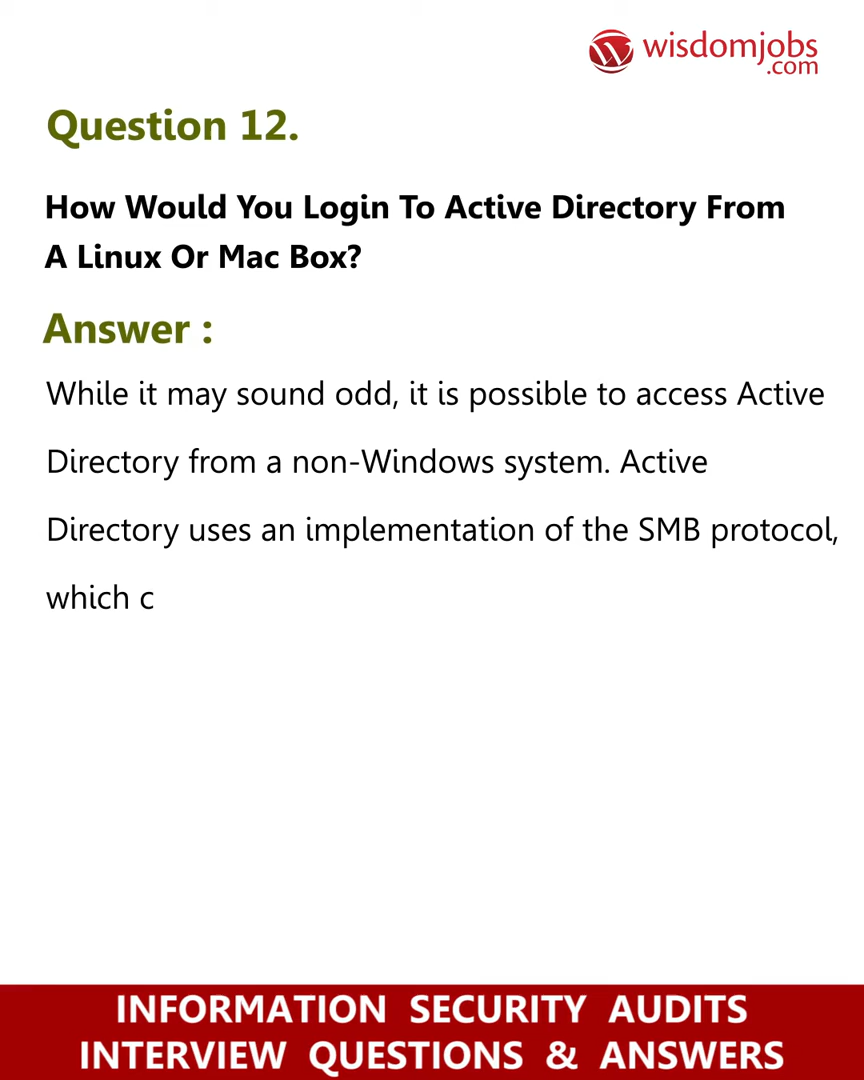 wisdomjobs
.com
Question 12.
How Would You Login To Active Directory From
A Linux Or Mac Box?
Answer :
While it may sound odd, it is possible to access Active
Directory from a non-Windows system. Active
Directory uses an implementation of the SMB protocol,
which c
INFORMATION SECURITY AUDITS
INTERVIEW QUESTIONS & ANSWERS